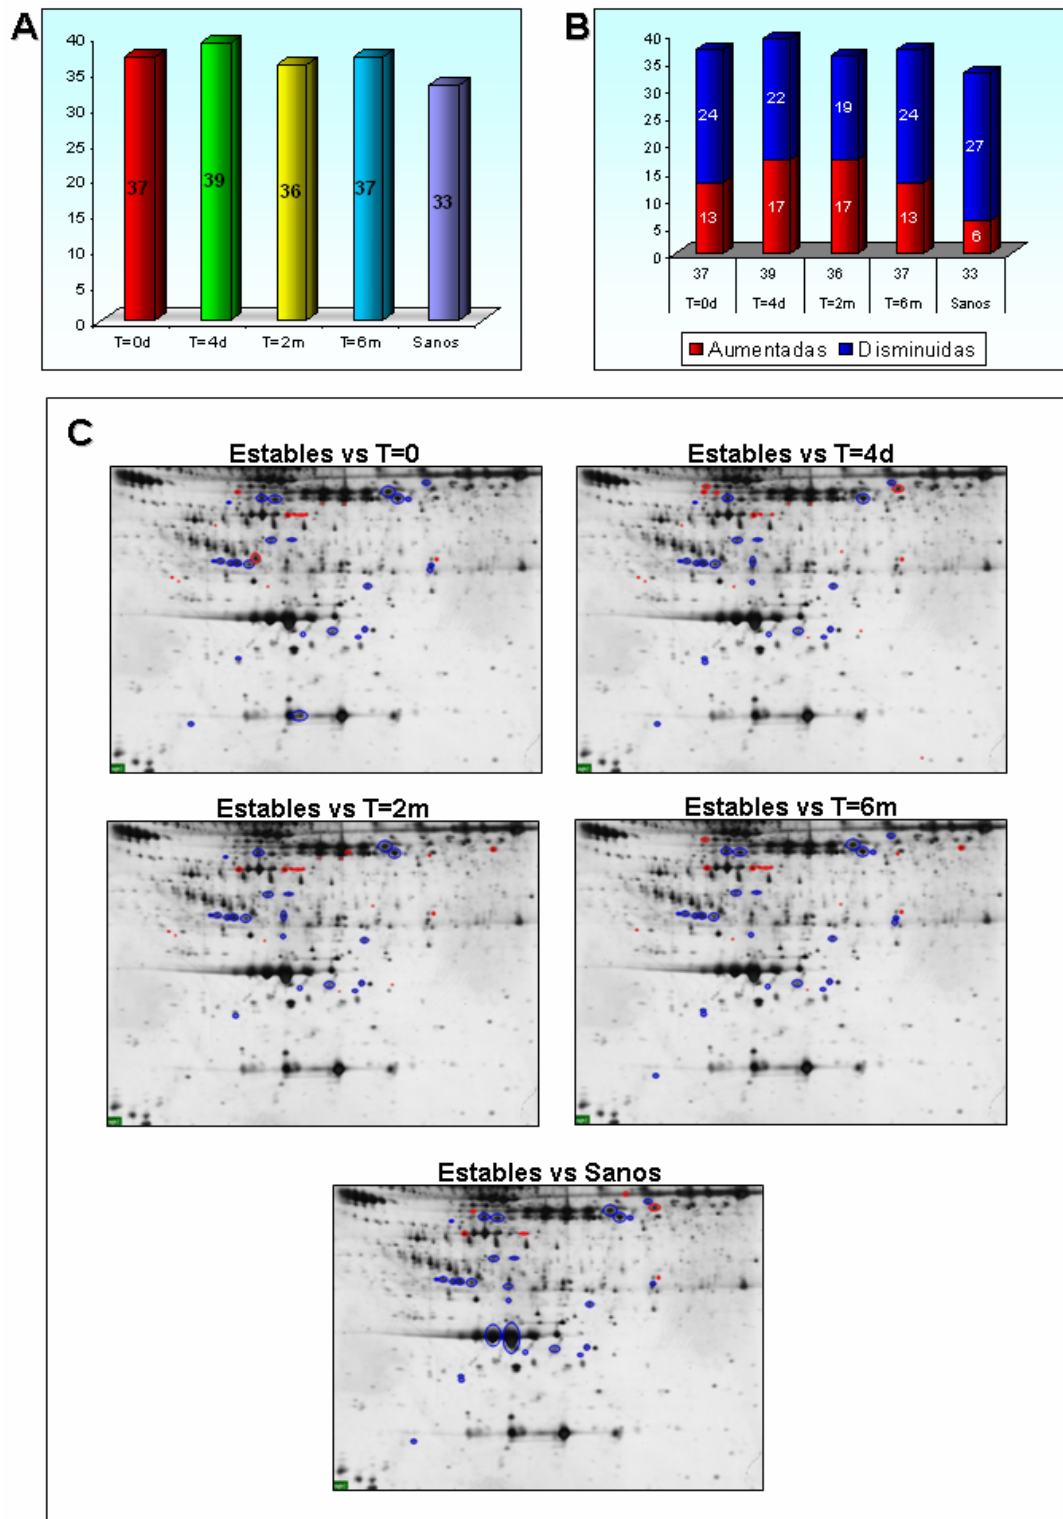 A
40
35
30
25
20
15
10
5
0
37
39
36
37
33
T=0d
T=4d
T=2m
T=6m
Sanos
B
40
35
30
25
20
15
10
5
0
24
22
19
24
27
13
17
17
13
6
37
39
36
37
33
T=0d
T=4d
T=2m
T=6m
Sanos
Aumentadas
Disminuidas
C
Estables vs T=0
Estables vs T=4d
Estables vs T=2m
Estables vs T=6m
Estables vs Sanos